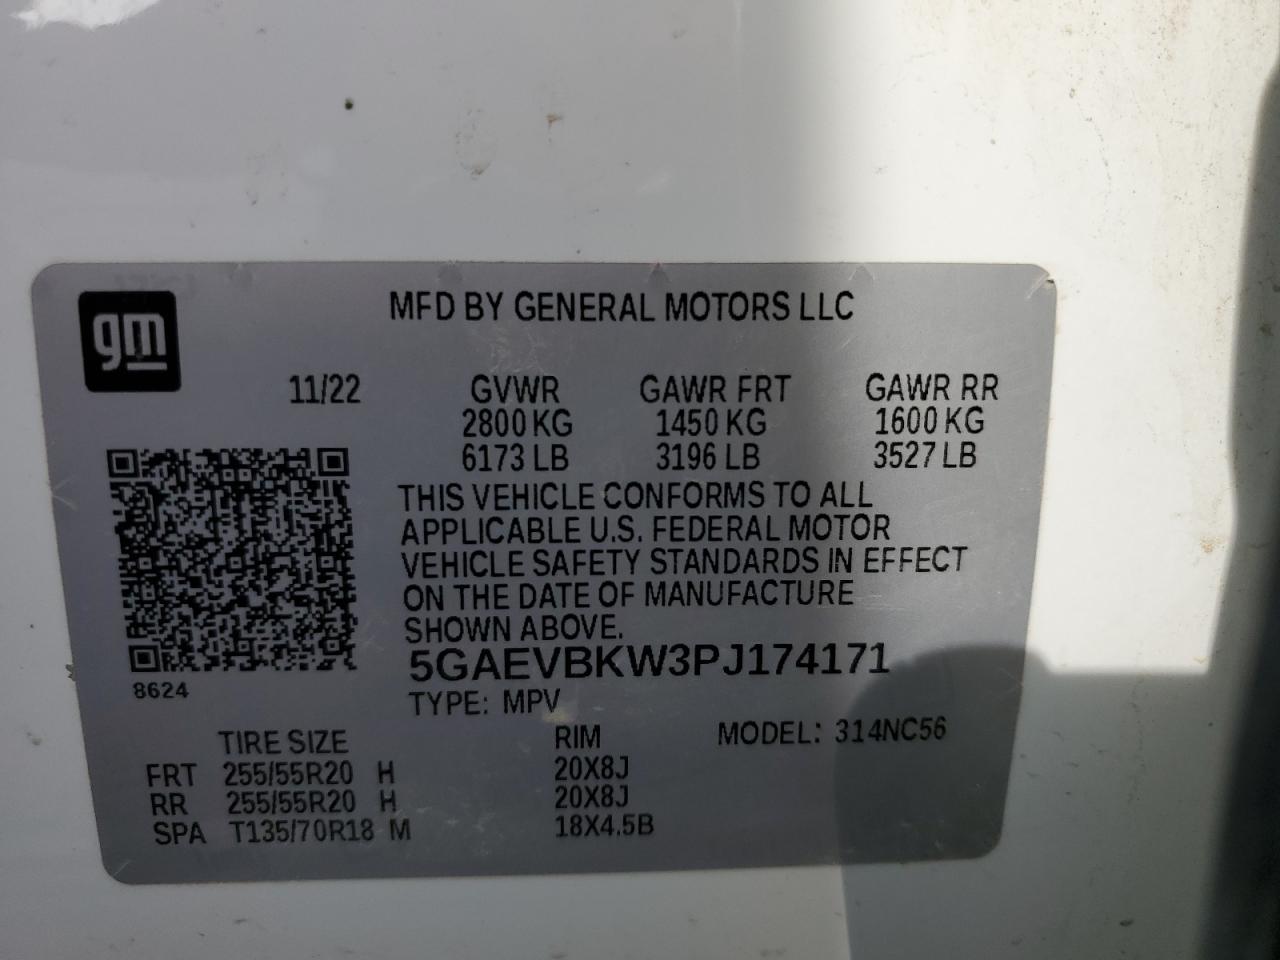 gm
MFD BY GENERAL MOTORS LLC
11/22 GVWR GAWR FRT GAWR RR
2800 KG 1450 KG 1600 KG
6173 LB 3196 LB 3527 LB
THIS VEHICLE CONFORMS TO ALL
APPLICABLE U.S. FEDERAL MOTOR
VEHICLE SAFETY STANDARDS IN EFFECT
ON THE DATE OF MANUFACTURE
SHOWN ABOVE.
5GAEVBKW3PJ174171
8624
TYPE: MPV
MODEL: 314NC56
TIRE SIZE RIM
FRT 255/55R20 H 20X8J
RR 255/55R20 H 20X8J
SPA T135/70R18 M 18X4.5B